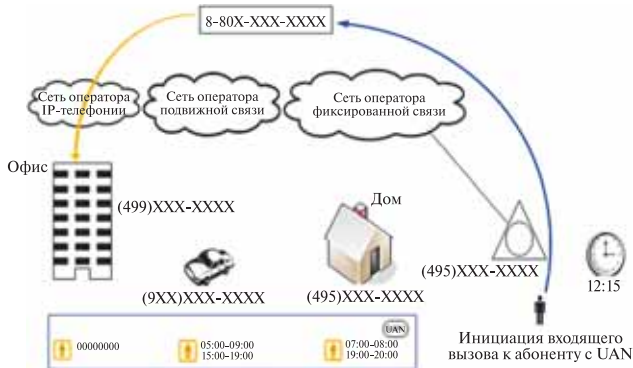 8-80X-XXX-XXXX
Сеть оператора
IP-телефонии
Сеть оператора
подвижной связи
Сеть оператора
фиксированной связи
Офис
(499)XXX-XXXX
Дом
(9XX)XXX-XXXX
(495)XXX-XXXX
(495)XXX-XXXX
12:15
UAN
00000000
05:00–09:00
15:00–19:00
07:00–08:00
19:00–20:00
Инициация входящего
вызова к абоненту с UAN